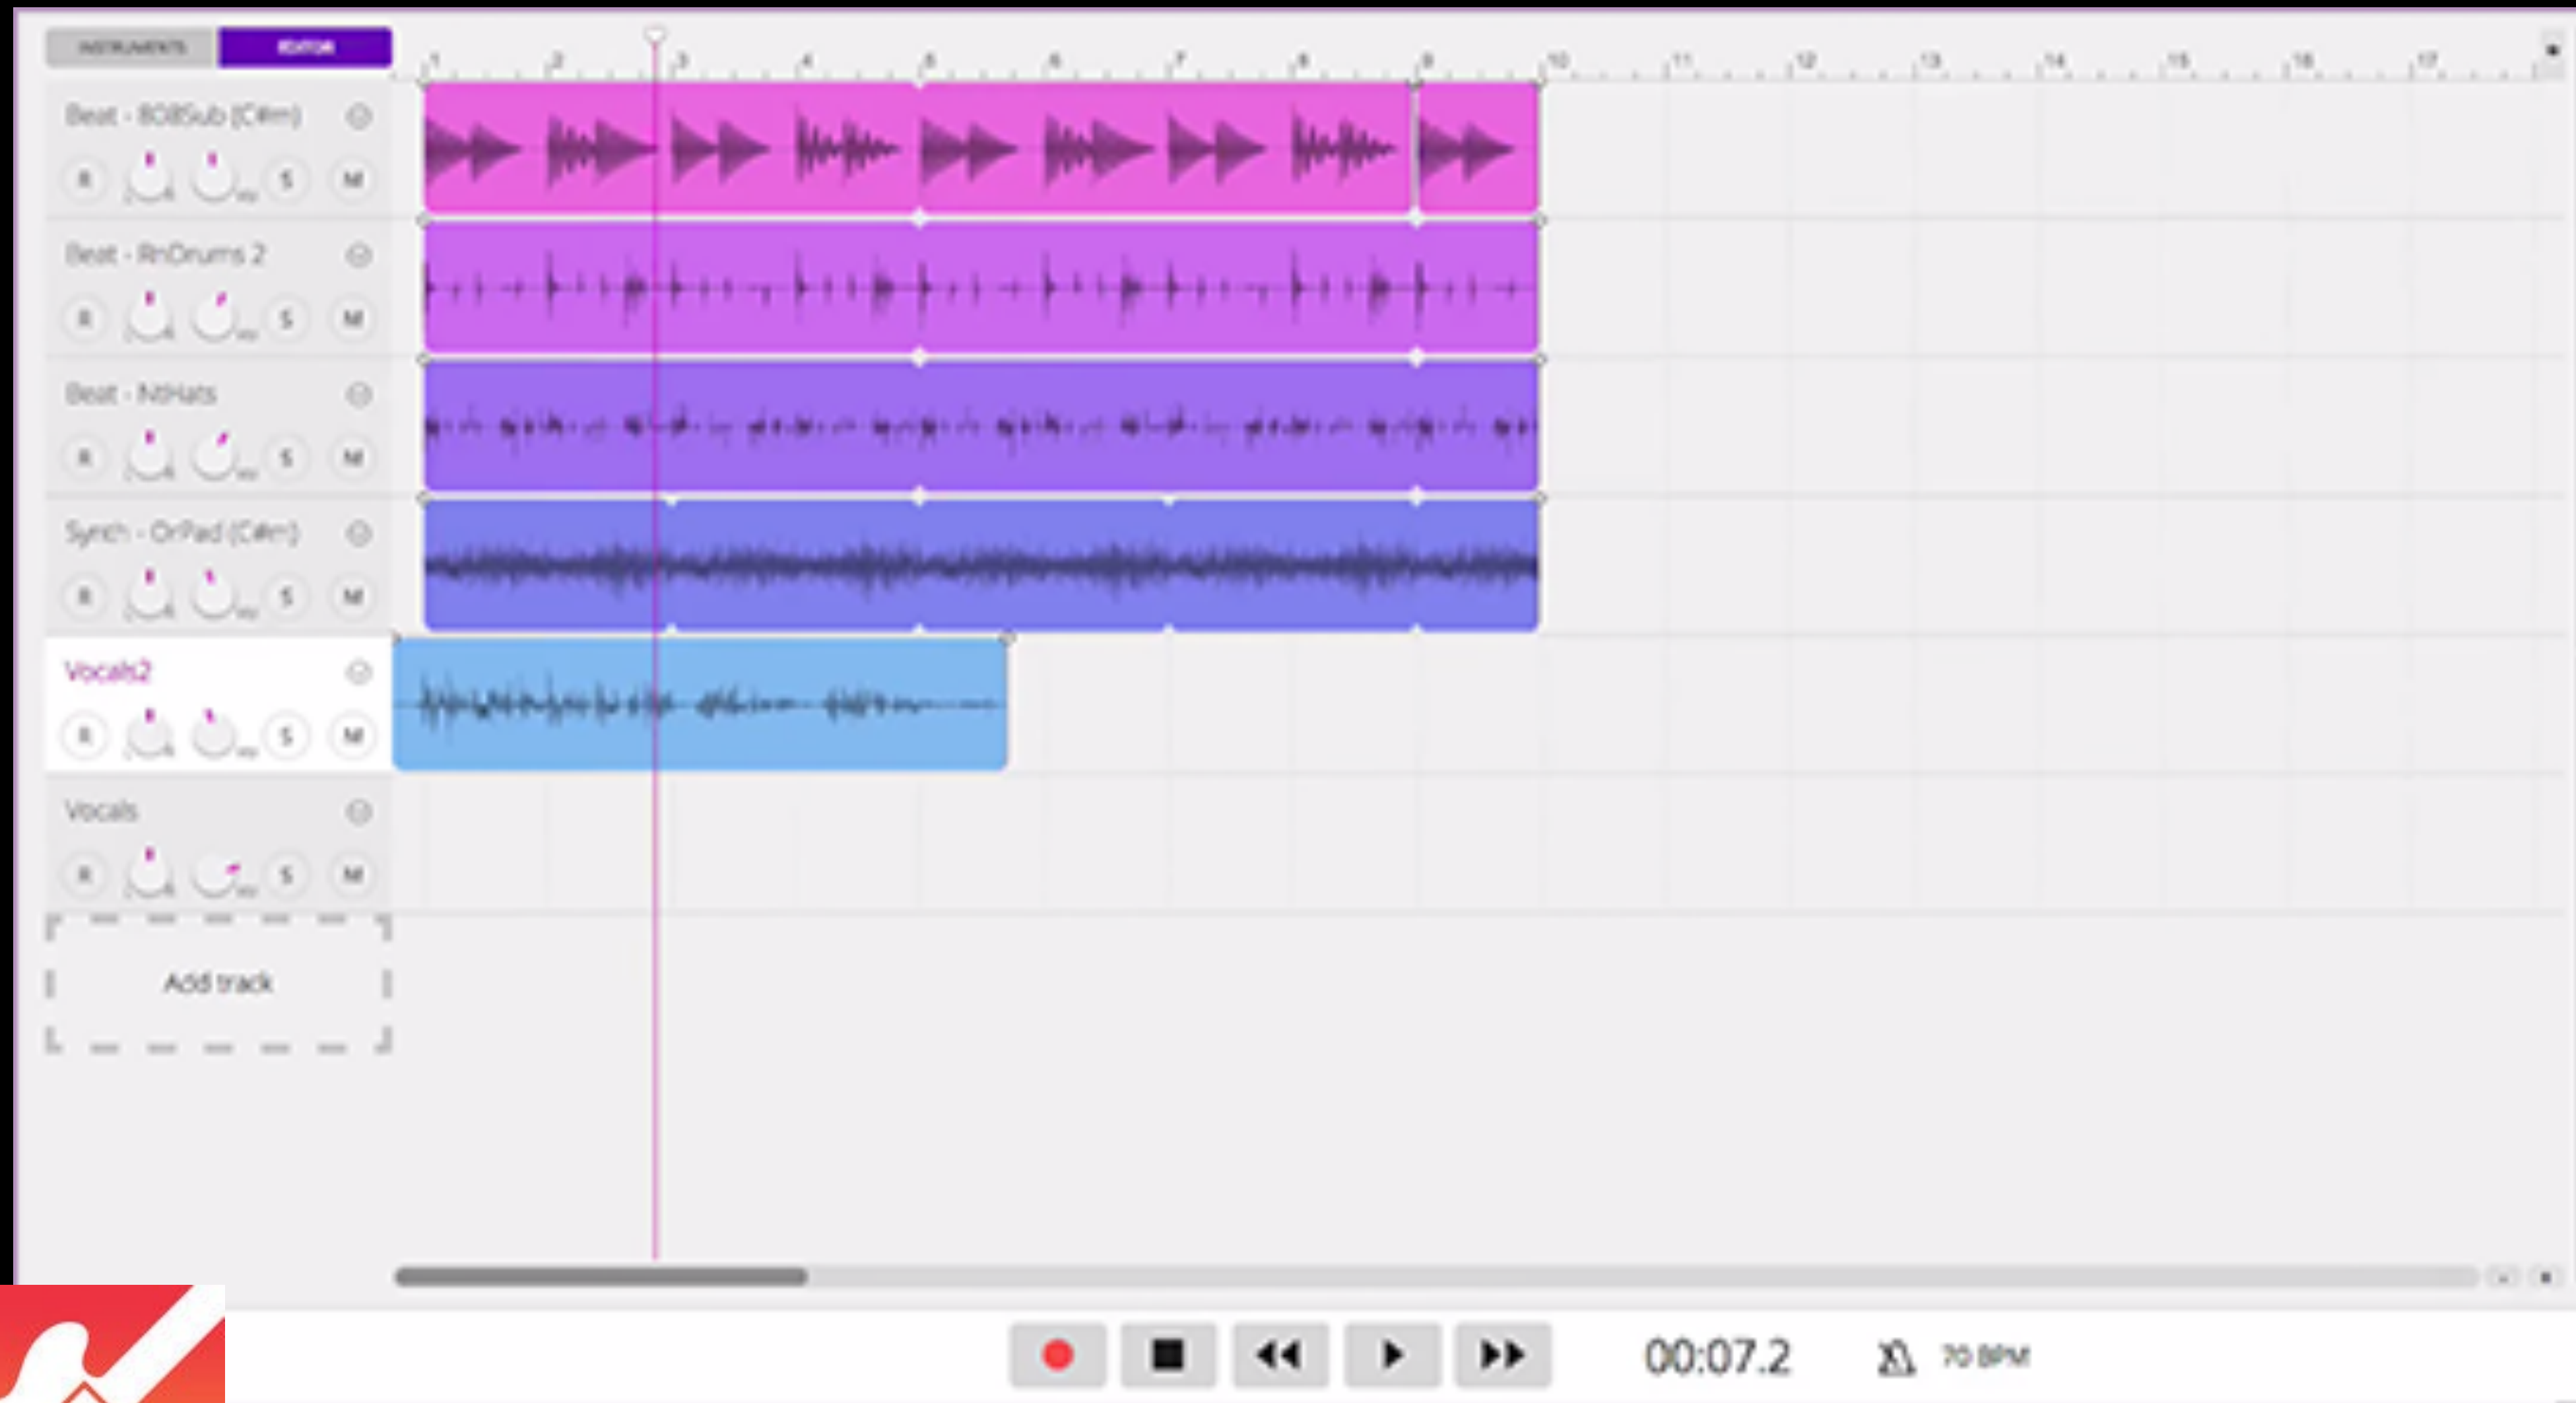 INSTRUMENTS EDITOR
1 2 3 4 5 6 7 8 9 10 11 12 13 14 15 16 17
Beat - 808Sub (C#m)
R S M
Beat - RnDrums 2
R S M
Beat - NtHats
R S M
Synth - OrPad (C#m)
R S M
Vocals2
R S M
Vocals
R S M
Add track
00:07.2 70 BPM